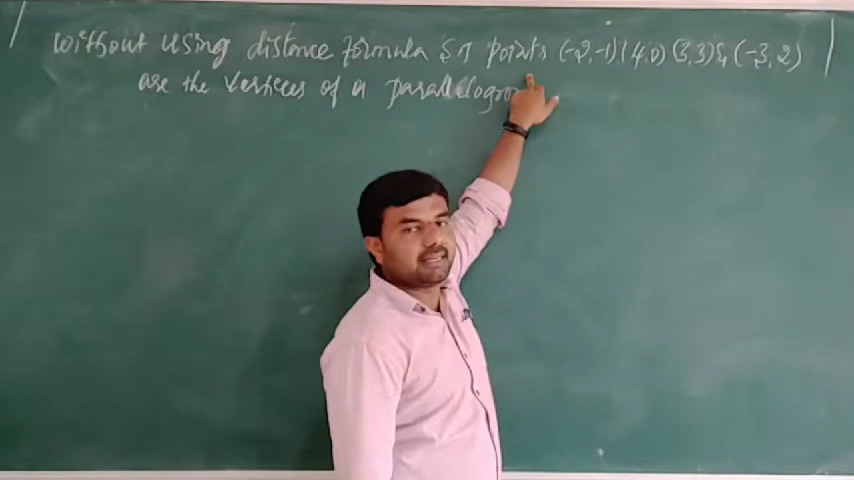 without using distance formula S.T points (-2,-1)(4,0)(3,3)&(-3,2)
are the vertices of a parallelogram